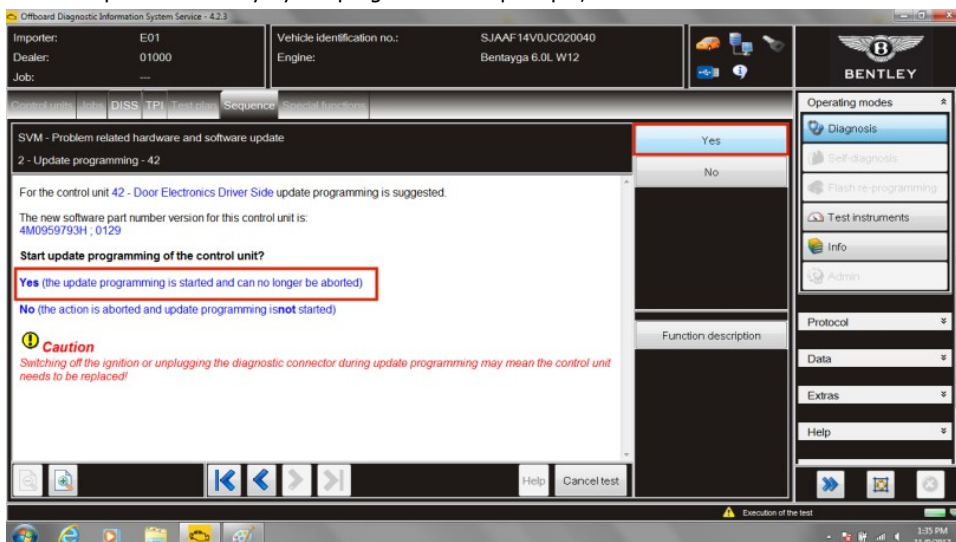 Offboard Diagnostic Information System Service - 4.2.3
Importer: E01
Dealer: 01000
Job: ---
Vehicle identification no.: SJAAF14V0JC020040
Engine: Bentayga 6.0L W12
B
BENTLEY
Control units Jobs DISS TPI Test plan Sequence Special functions
SVM - Problem related hardware and software update
2 - Update programming - 42
For the control unit 42 - Door Electronics Driver Side update programming is suggested.
The new software part number version for this control unit is:
4M0959793H ; 0129
Start update programming of the control unit?
Yes (the update programming is started and can no longer be aborted)
No (the action is aborted and update programming isnot started)
Caution
Switching off the ignition or unplugging the diagnostic connector during update programming may mean the control unit
needs to be replaced!
Yes
No
Function description
Help
Cancel test
Operating modes
Diagnosis
Self-diagnosis
Flash re-programming
Test instruments
Info
Admin
Protocol
Data
Extras
Help
Execution of the test
1:35 PM